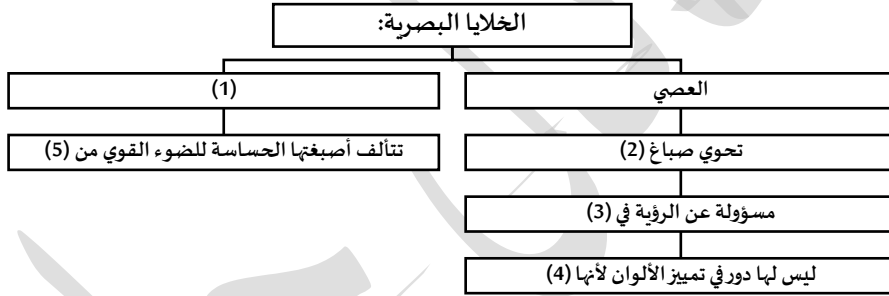 الخلايا البصرية:
العصي
(1)
تحوي صباغ (2)
تتألف أصبغتها الحساسة للضوء القوي من (5)
مسؤولة عن الرؤية في (3)
ليس لها دور في تمييز الألوان لأنها (4)